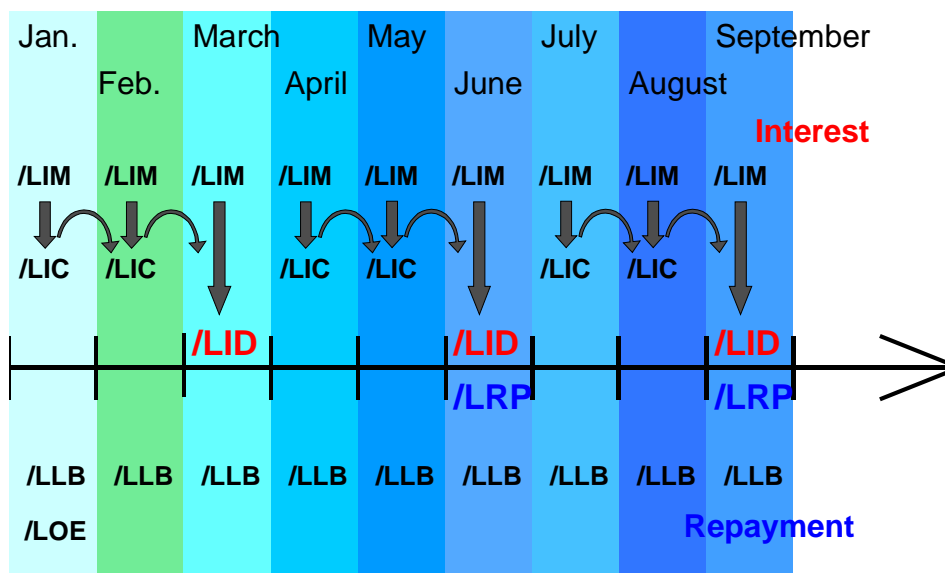 Jan. March May July September
Feb. April June August
Interest
/LIM /LIM /LIM /LIM /LIM /LIM /LIM /LIM /LIM
/LIC /LIC /LIC /LIC /LIC /LIC
/LID /LID /LID
/LRP /LRP
/LLB /LLB /LLB /LLB /LLB /LLB /LLB /LLB /LLB
/LOE Repayment